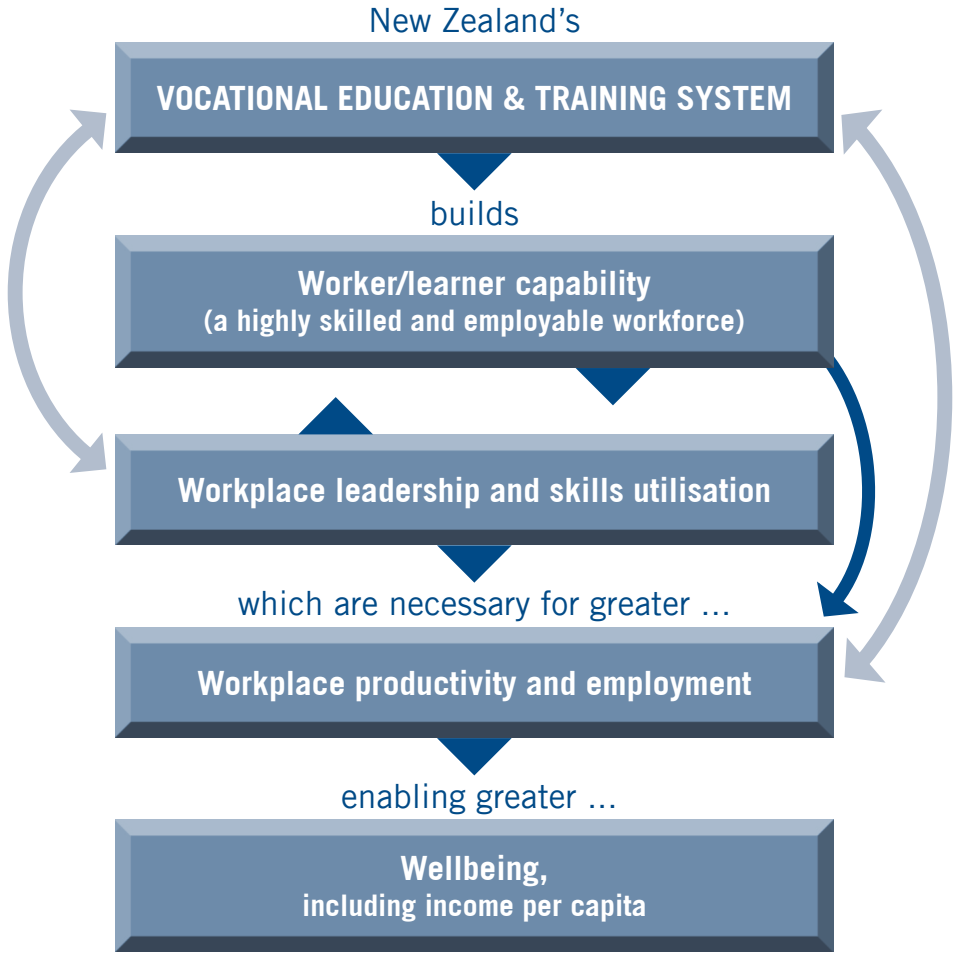 New Zealand's
VOCATIONAL EDUCATION & TRAINING SYSTEM
builds
Worker/learner capability
(a highly skilled and employable workforce)
Workplace leadership and skills utilisation
which are necessary for greater ...
Workplace productivity and employment
enabling greater ...
Wellbeing,
including income per capita